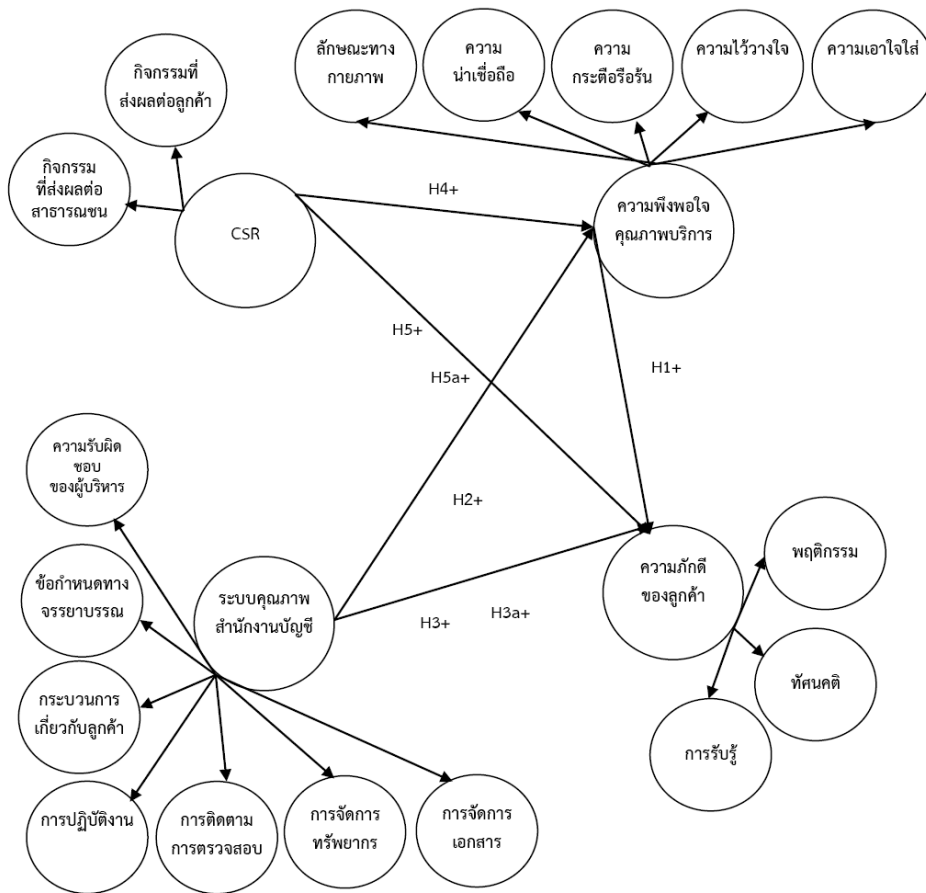 ลักษณะทาง
กายภาพ
ความ
น่าเชื่อถือ
ความ
กระตือรือร้น
ความไว้วางใจ
ความเอาใจใส่
กิจกรรมที่
ส่งผลต่อลูกค้า
กิจกรรม
ที่ส่งผลต่อ
สาธารณชน
CSR
H4+
ความพึงพอใจ
คุณภาพบริการ
H5+
H5a+
H1+
ความรับผิด
ชอบ
ของผู้บริหาร
H2+
ข้อกำหนดทาง
จรรยาบรรณ
ระบบคุณภาพ
สำนักงานบัญชี
H3+
H3a+
ความภักดี
ของลูกค้า
พฤติกรรม
ทัศนคติ
การรับรู้
กระบวนการ
เกี่ยวกับลูกค้า
การปฏิบัติงาน
การติดตาม
การตรวจสอบ
การจัดการ
ทรัพยากร
การจัดการ
เอกสาร